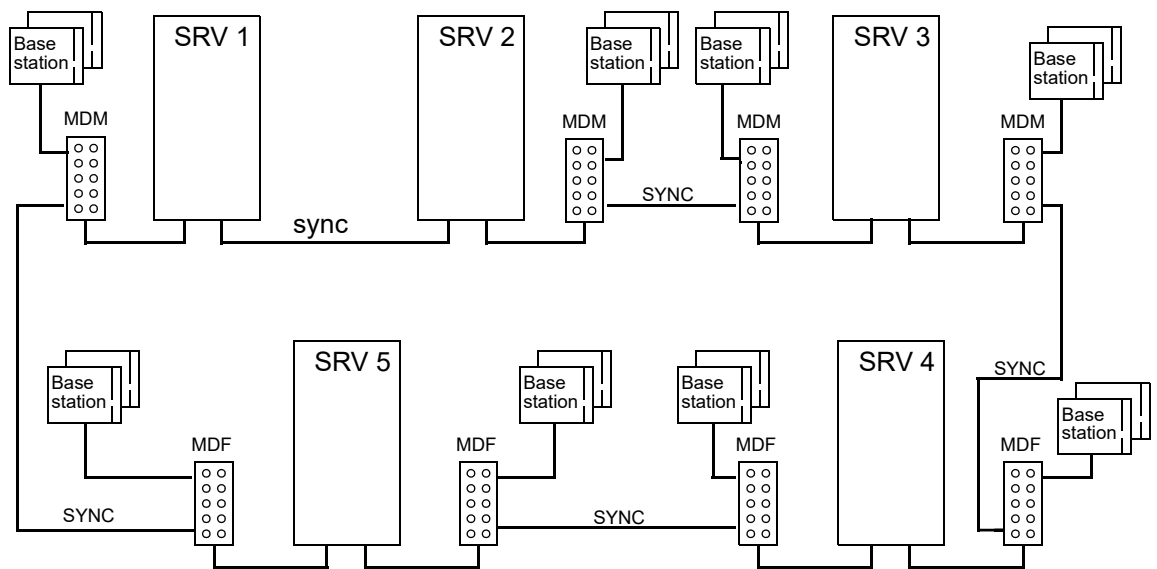 Base
station
SRV 1
SRV 2
Base
station
Base
station
SRV 3
Base
station
MDM
MDM
MDM
MDM
SYNC
sync
SRV 5
SRV 4
SYNC
Base
station
Base
station
Base
station
Base
station
MDF
MDF
MDF
MDF
SYNC
SYNC